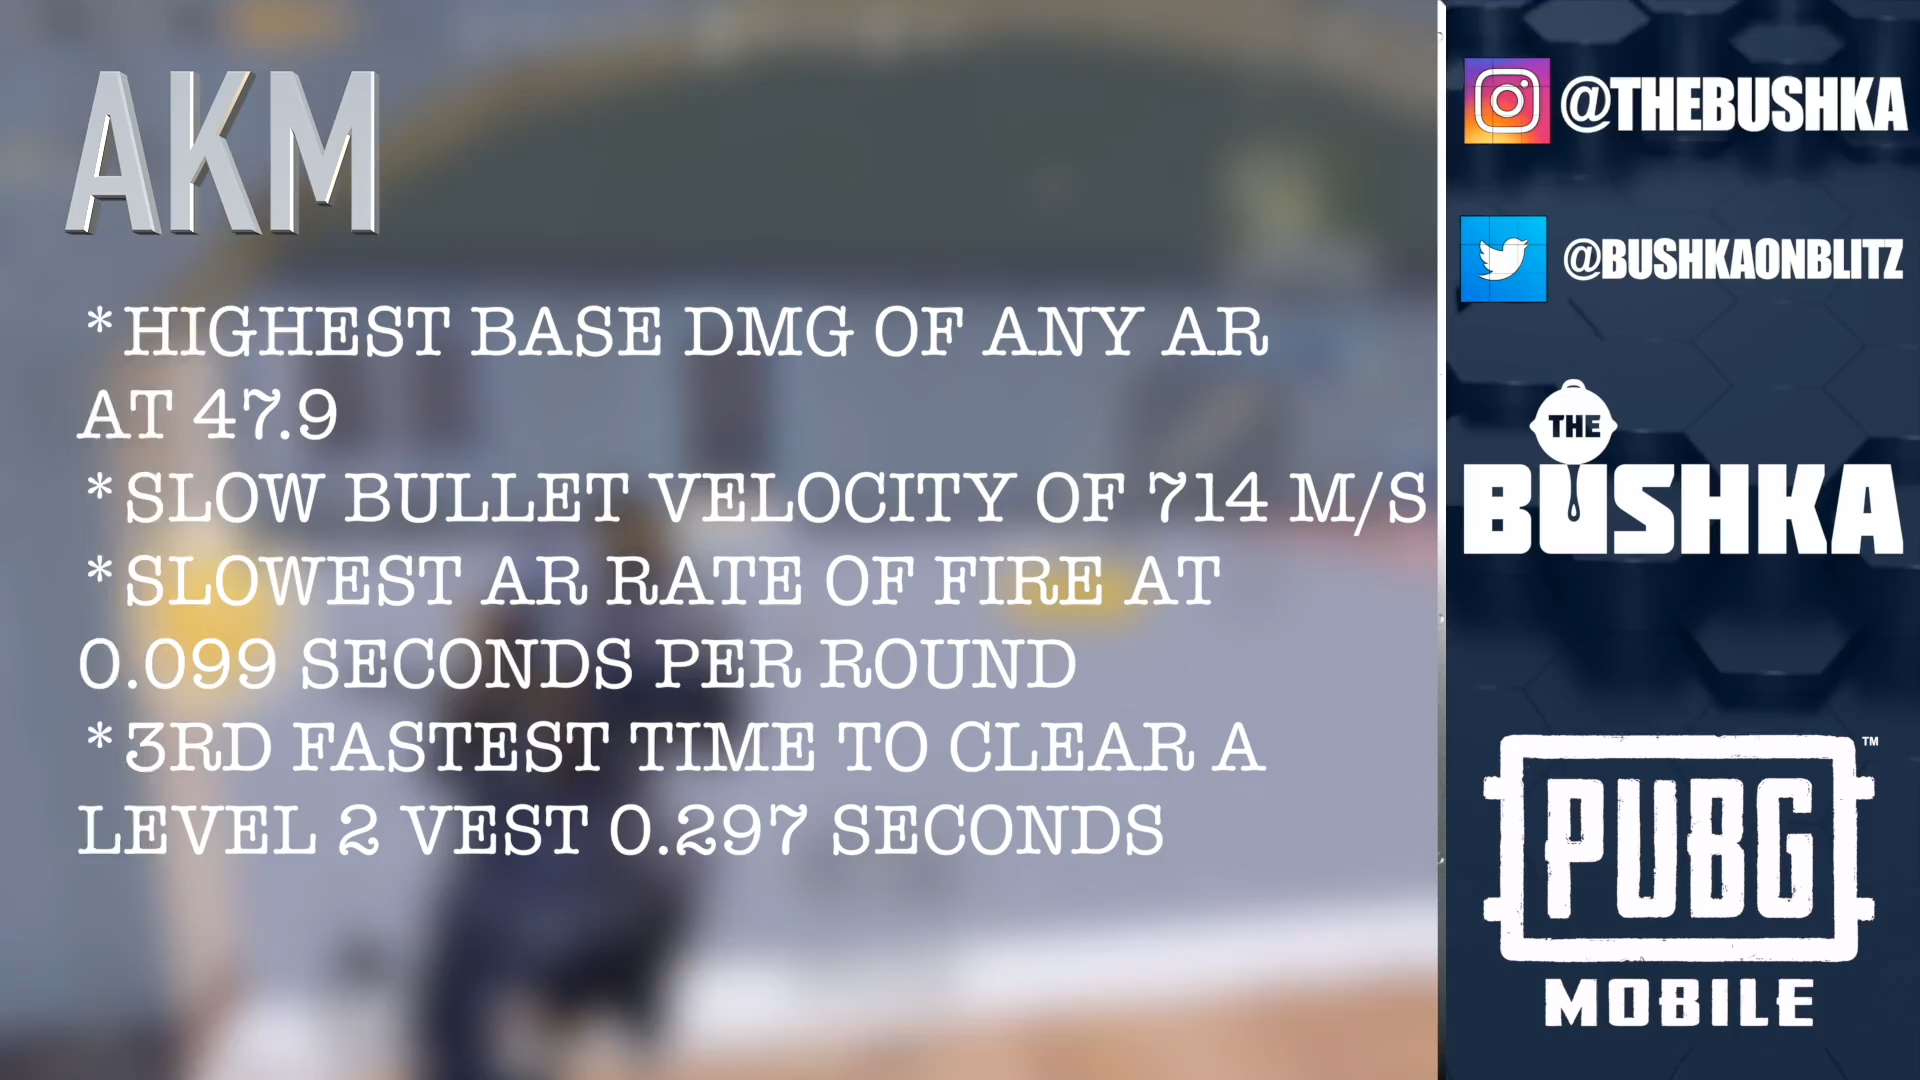 AKM
*HIGHEST BASE DMG OF ANY AR
AT 47.9
*SLOW BULLET VELOCITY OF 714 M/S
*SLOWEST AR RATE OF FIRE AT
0.099 SECONDS PER ROUND
*3RD FASTEST TIME TO CLEAR A
LEVEL 2 VEST 0.297 SECONDS
@THEBUSHKA
@BUSHKAONBLITZ
THE
BUSHKA
PUBG
TM
MOBILE